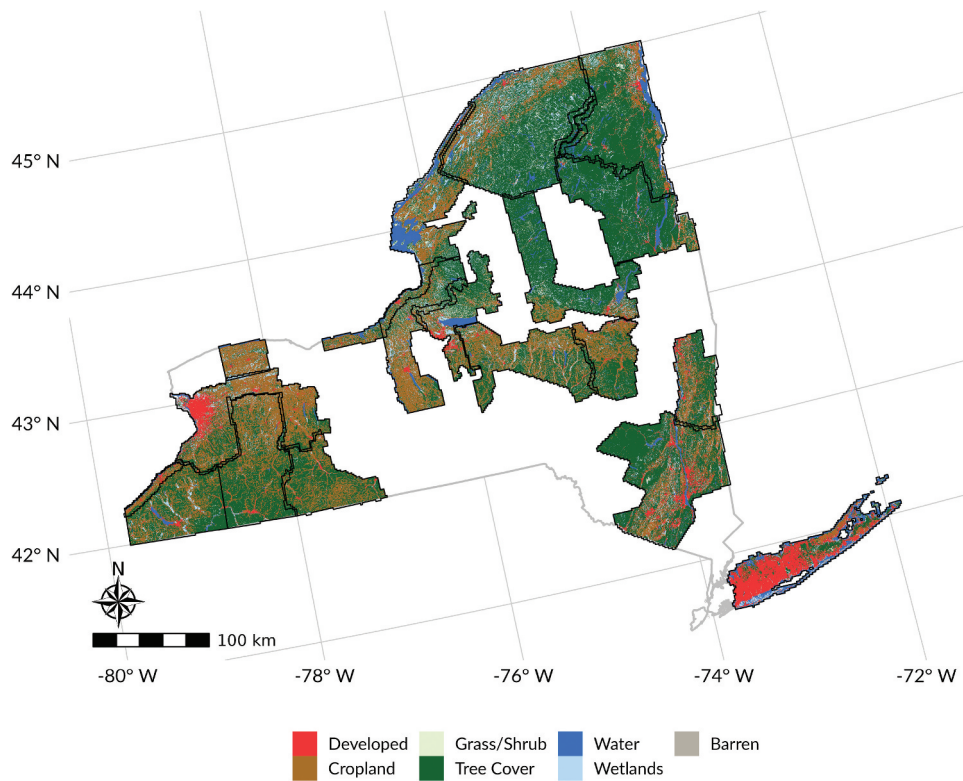 45° N
44° N
43° N
42° N
N
100 km
-80° W
-78° W
-76° W
-74° W
-72° W
Developed
Grass/Shrub
Water
Barren
Cropland
Tree Cover
Wetlands